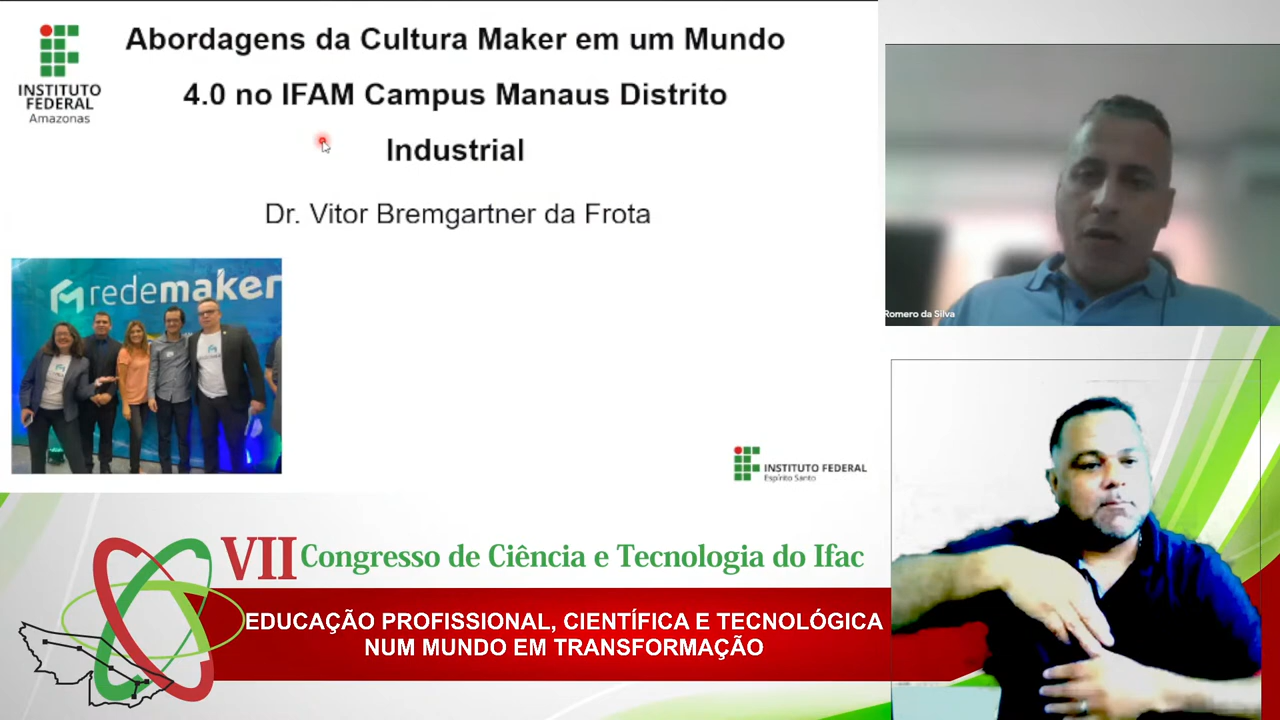 INSTITUTO
FEDERAL
Amazonas
Abordagens da Cultura Maker em um Mundo
4.0 no IFAM Campus Manaus Distrito
Industrial
Dr. Vitor Bremgartner da Frota
redemaker
INSTITUTO FEDERAL
Espírito Santo
Romero da Silva
VII Congresso de Ciência e Tecnologia do Ifac
EDUCAÇÃO PROFISSIONAL, CIENTÍFICA E TECNOLÓGICA
NUM MUNDO EM TRANSFORMAÇÃO